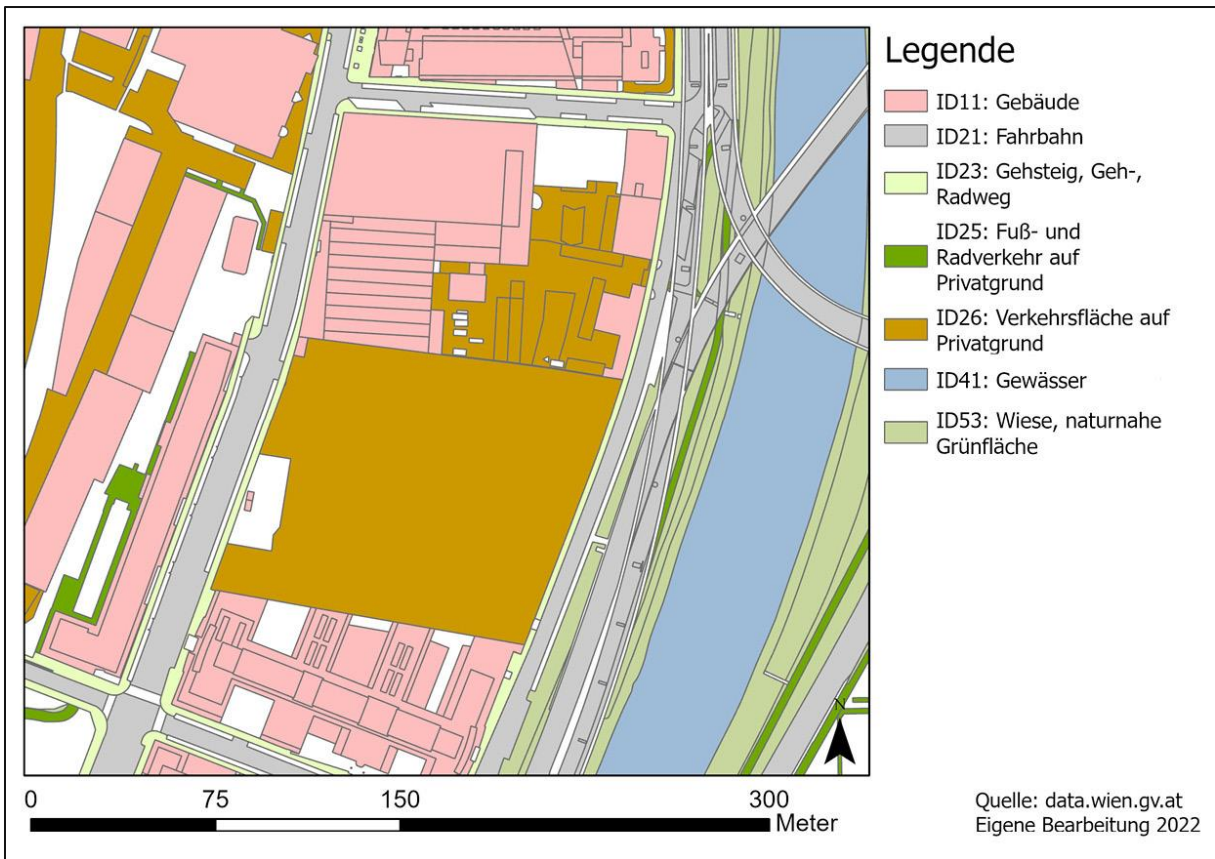 Legende
ID11: Gebäude
ID21: Fahrbahn
ID23: Gehsteig, Geh-,
Radweg
ID25: Fuß- und
Radverkehr auf
Privatgrund
ID26: Verkehrsfläche auf
Privatgrund
ID41: Gewässer
ID53: Wiese, naturnahe
Grünfläche
N
0 75 150 300
Meter
Quelle: data.wien.gv.at
Eigene Bearbeitung 2022